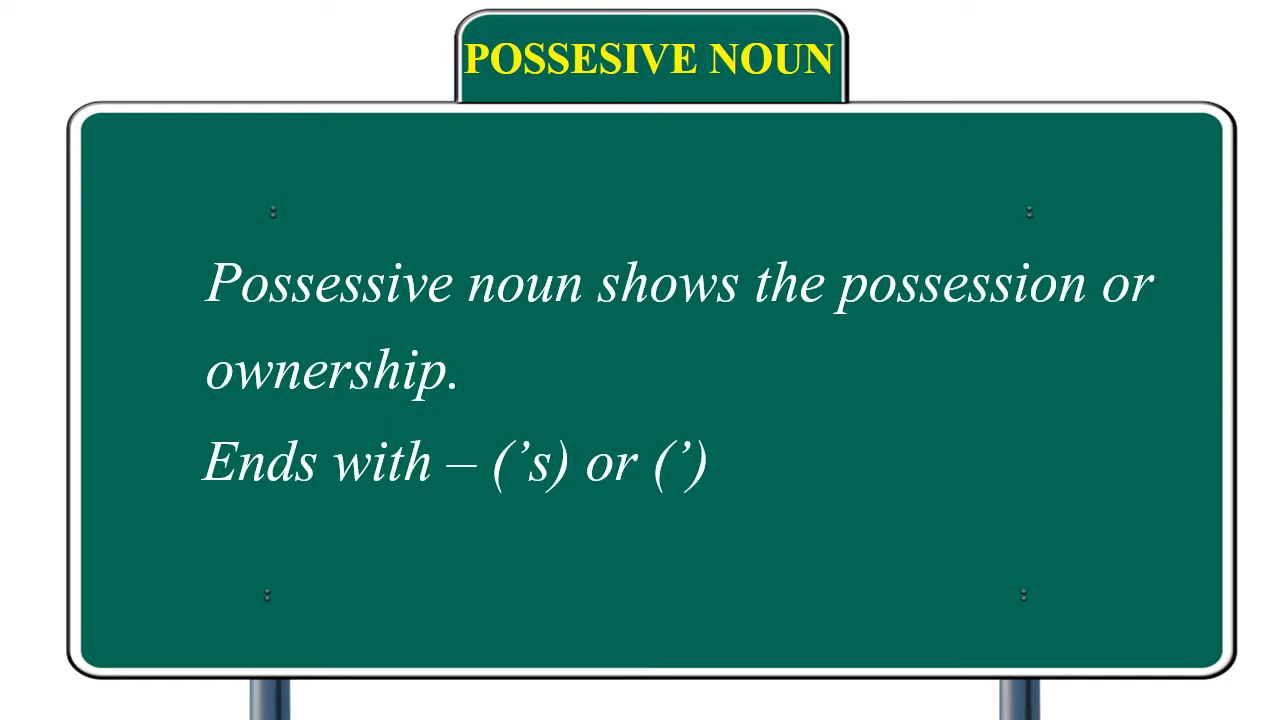 POSSESIVE NOUN
Possessive noun shows the possession or
ownership.
Ends with – (’s) or (’)